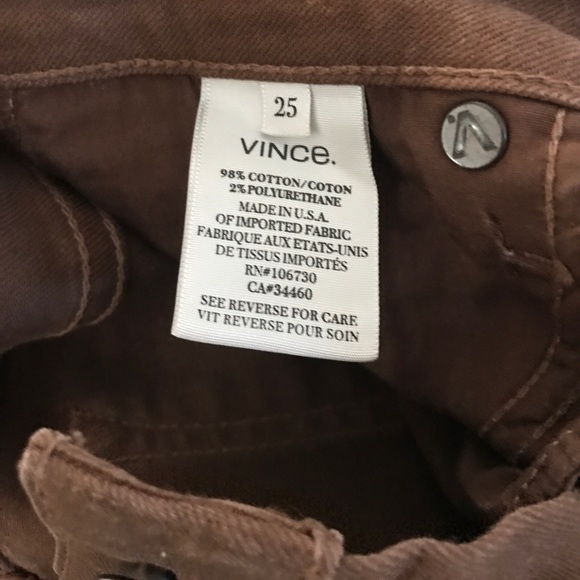 25
VINCE.
98% COTTON/COTON
2% POLYURETHANE
MADE IN U.S.A.
OF IMPORTED FABRIC
FABRIQUE AUX ETATS-UNIS
DE TISSUS IMPORTÉS
RN#106730
CA#34460
SEE REVERSE FOR CARE
VIT REVERSE POUR SOIN